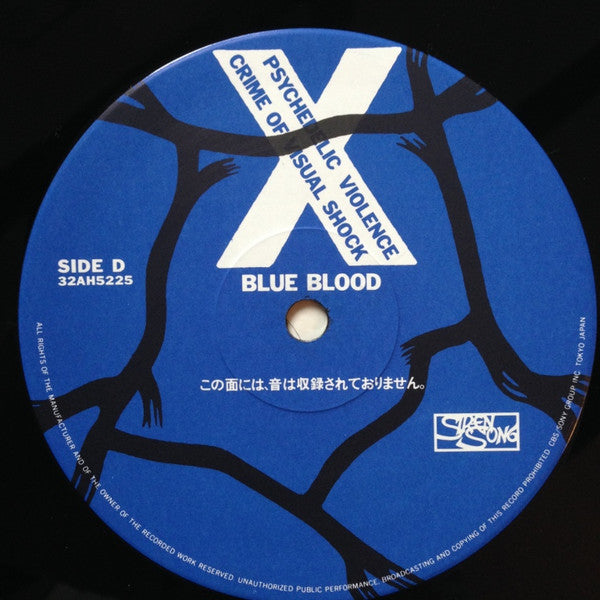 X
PSYCHEDELIC VIOLENCE
CRIME OF VISUAL SHOCK
BLUE BLOOD
SIDE D
32AH5225
この面には、音は収録されておりません。
SIREN SONG
ALL RIGHTS OF THE MANUFACTURER AND OF THE OWNER OF THE RECORDED WORK RESERVED. UNAUTHORIZED PUBLIC PERFORMANCE, BROADCASTING AND COPYING OF THIS RECORD PROHIBITED. CBS/SONY GROUP INC. TOKYO JAPAN